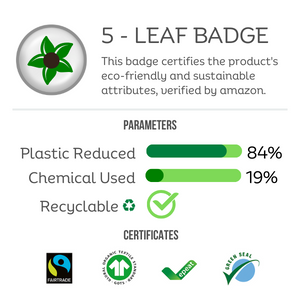 5 - LEAF BADGE
This badge certifies the product's
eco-friendly and sustainable
attributes, verified by amazon.
PARAMETERS
Plastic Reduced 84%
Chemical Used 19%
Recyclable
CERTIFICATES
FAIRTRADE
GLOBAL ORGANIC TEXTILE STANDARD
GOTS
epeat
GREEN SEAL